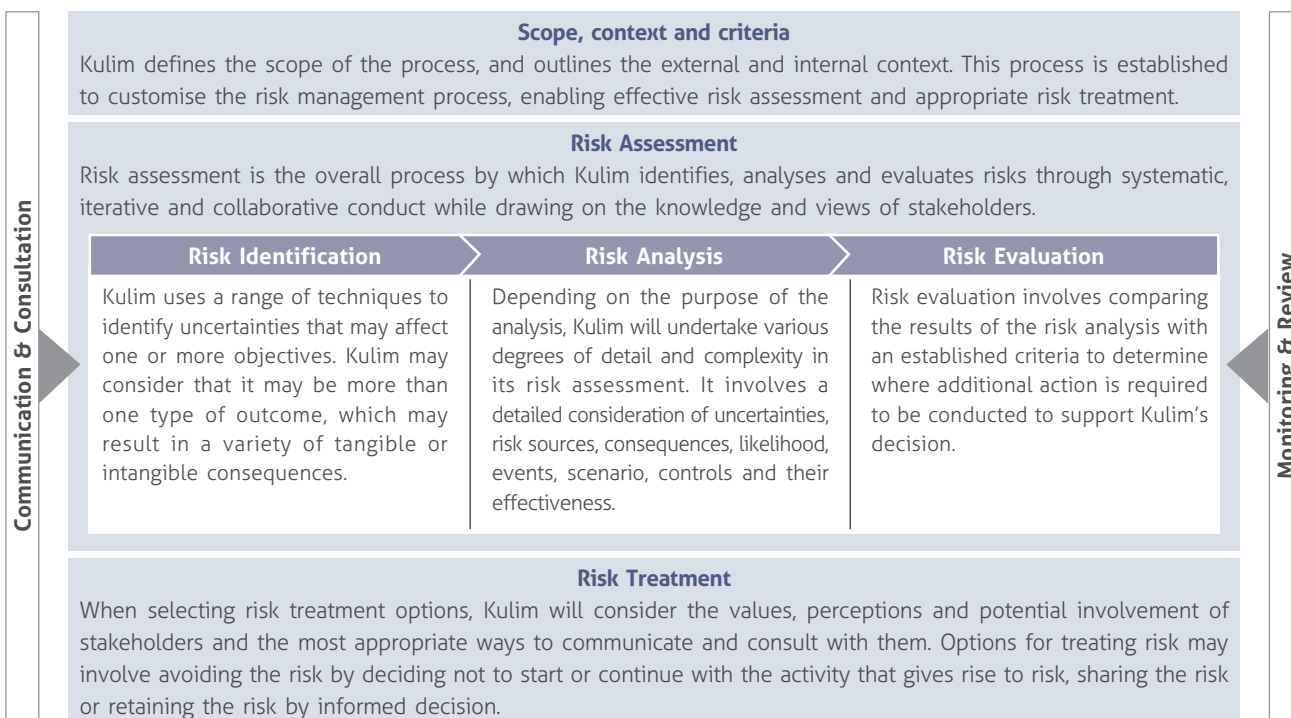 Communication & Consultation
Scope, context and criteria
Kulim defines the scope of the process, and outlines the external and internal context. This process is established
to customise the risk management process, enabling effective risk assessment and appropriate risk treatment.
Risk Assessment
Risk assessment is the overall process by which Kulim identifies, analyses and evaluates risks through systematic,
iterative and collaborative conduct while drawing on the knowledge and views of stakeholders.
Risk Identification
Kulim uses a range of techniques to
identify uncertainties that may affect
one or more objectives. Kulim may
consider that it may be more than
one type of outcome, which may
result in a variety of tangible or
intangible consequences.
Risk Analysis
Depending on the purpose of the
analysis, Kulim will undertake various
degrees of detail and complexity in
its risk assessment. It involves a
detailed consideration of uncertainties,
risk sources, consequences, likelihood,
events, scenario, controls and their
effectiveness.
Risk Evaluation
Risk evaluation involves comparing
the results of the risk analysis with
an established criteria to determine
where additional action is required
to be conducted to support Kulim's
decision.
Risk Treatment
When selecting risk treatment options, Kulim will consider the values, perceptions and potential involvement of
stakeholders and the most appropriate ways to communicate and consult with them. Options for treating risk may
involve avoiding the risk by deciding not to start or continue with the activity that gives rise to risk, sharing the risk
or retaining the risk by informed decision.
Monitoring & Review